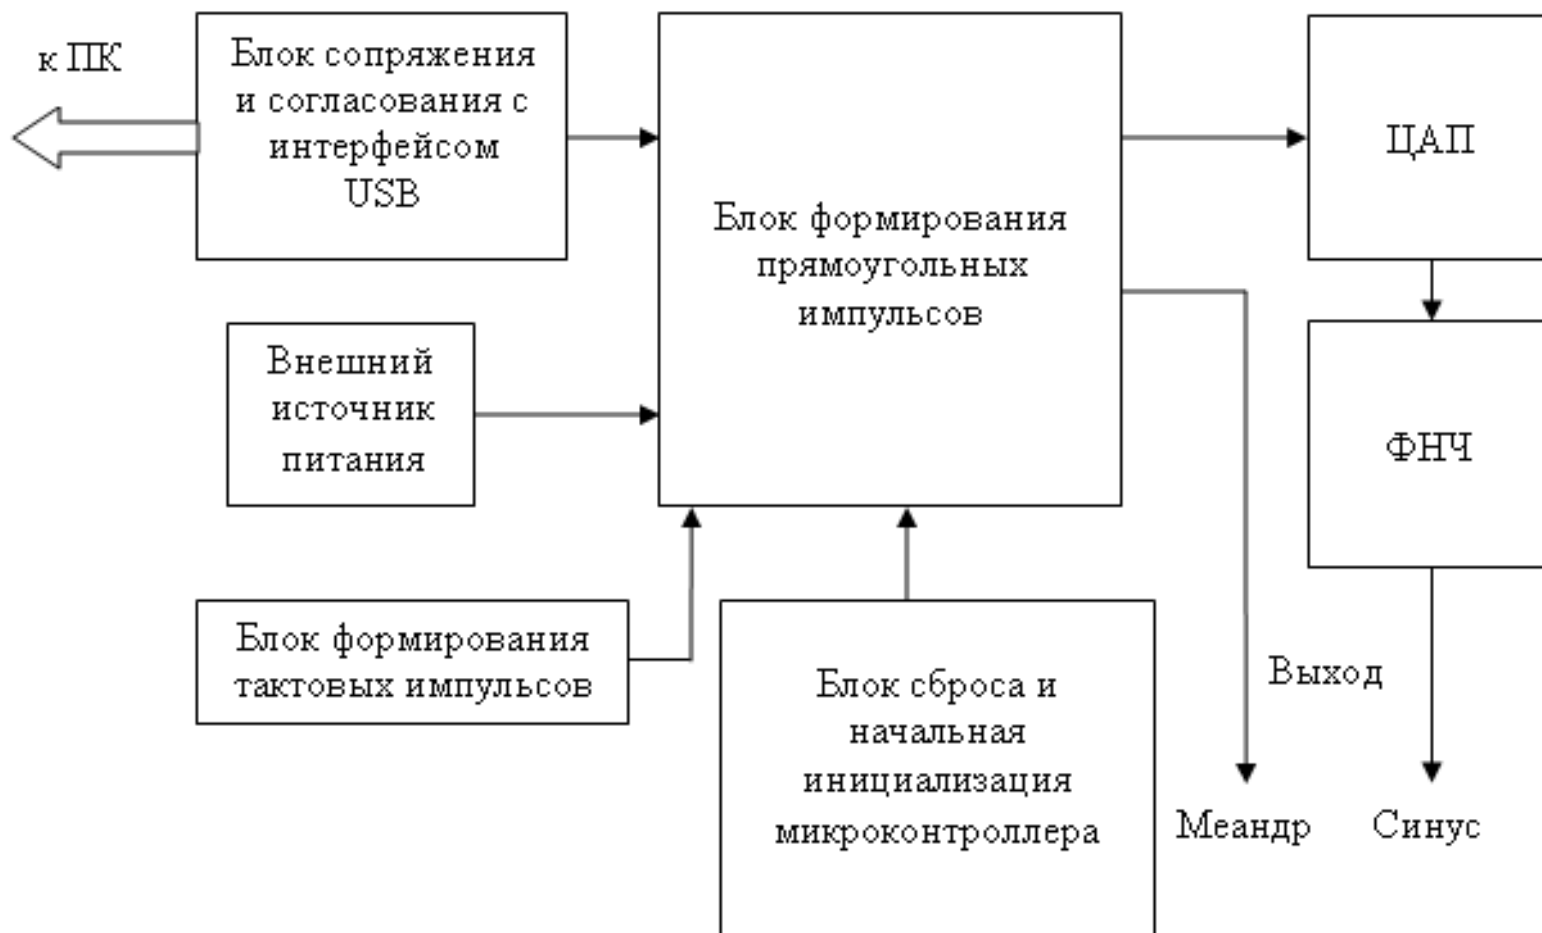 к ПК
Блок сопряжения
и согласования с
интерфейсом
USB
Блок формирования
прямоугольных
импульсов
ЦАП
Внешний
источник
питания
ФНЧ
Блок формирования
тактовых импульсов
Блок сброса и
начальная
инициализация
микроконтроллера
Выход
Меандр
Синус